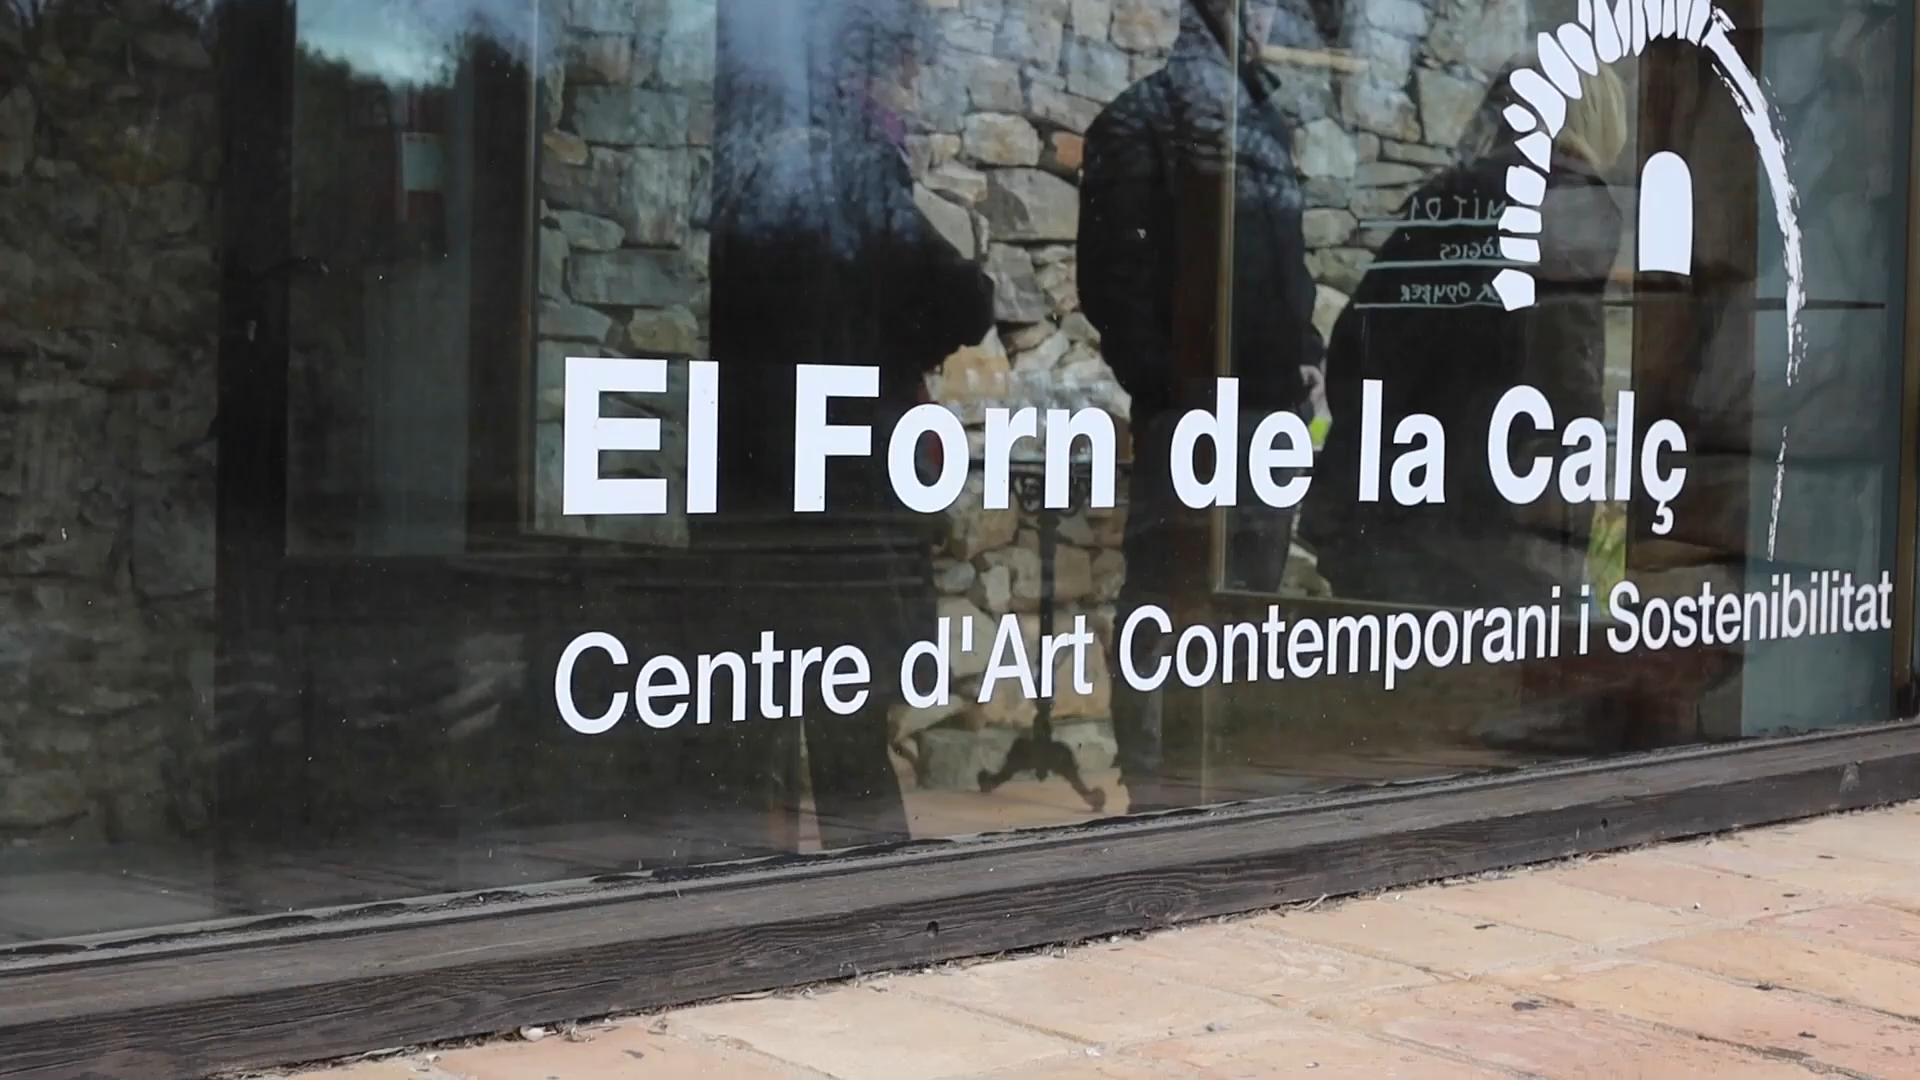 El Forn de la Calç
Centre d'Art Contemporani i Sostenibilitat